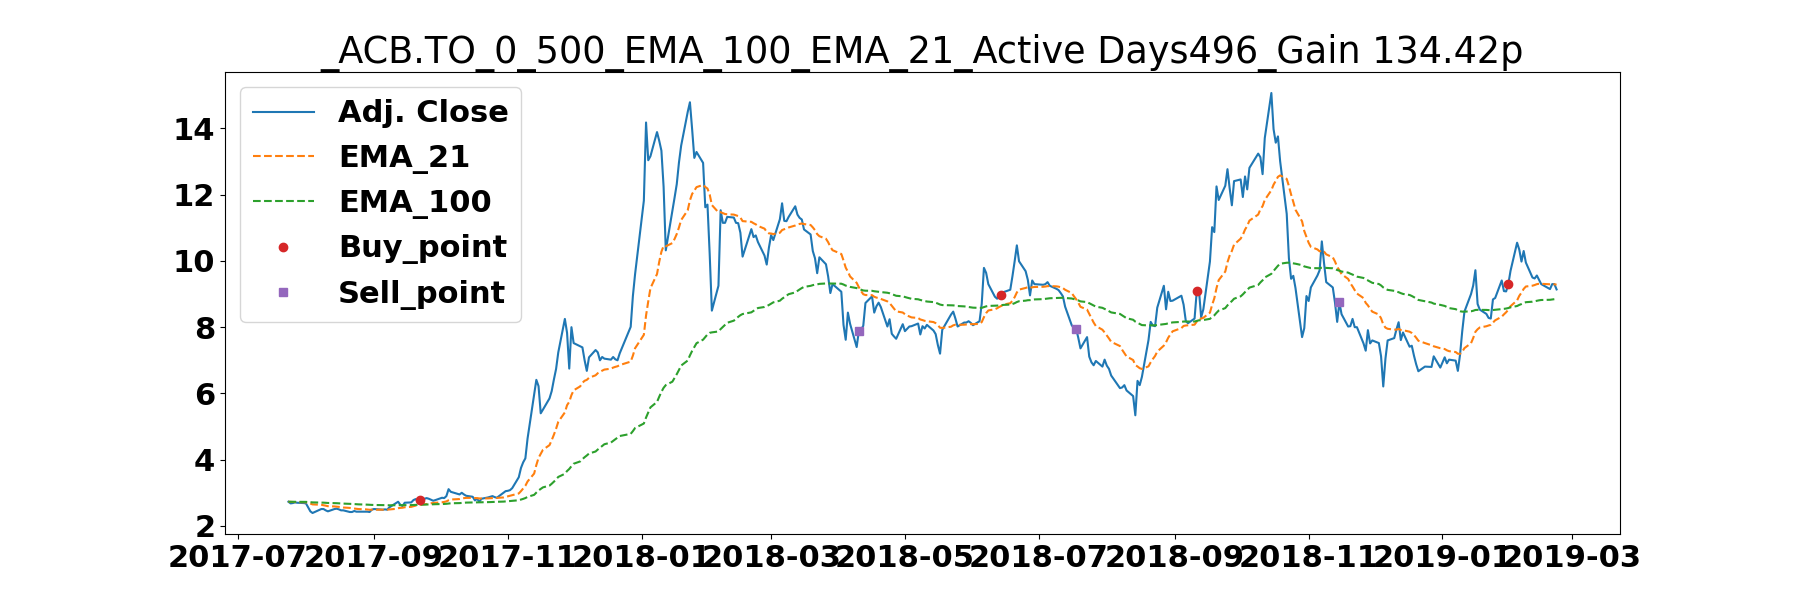 _ACB.TO_0_500_EMA_100_EMA_21_Active Days496_Gain 134.42p
Adj. Close
EMA_21
EMA_100
Buy_point
Sell_point
14
12
10
8
6
4
2
2017-07 2017-09 2017-11 2018-01 2018-03 2018-05 2018-07 2018-09 2018-11 2019-01 2019-03